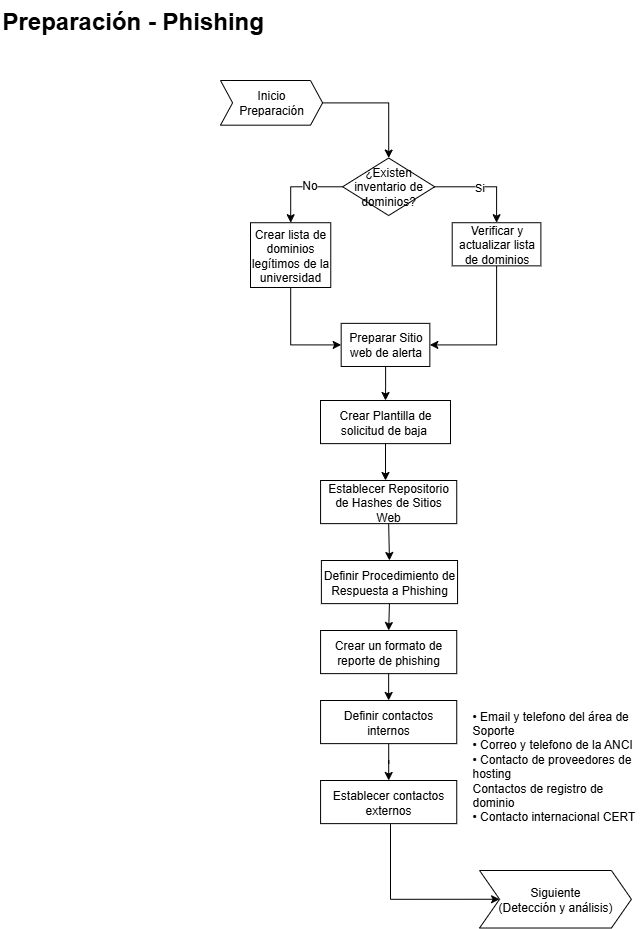 Preparación - Phishing
Inicio
Preparación
¿Existen
inventario de
dominios?
No
Si
Crear lista de
dominios
legítimos de la
universidad
Verificar y
actualizar lista
de dominios
Preparar Sitio
web de alerta
Crear Plantilla de
solicitud de baja
Establecer Repositorio
de Hashes de Sitios
Web
Definir Procedimiento de
Respuesta a Phishing
Crear un formato de
reporte de phishing
Definir contactos
internos
• Email y telefono del área de
Soporte
• Correo y telefono de la ANCI
• Contacto de proveedores de
hosting
Contactos de registro de
dominio
• Contacto internacional CERT
Establecer contactos
externos
Siguiente
(Detección y análisis)